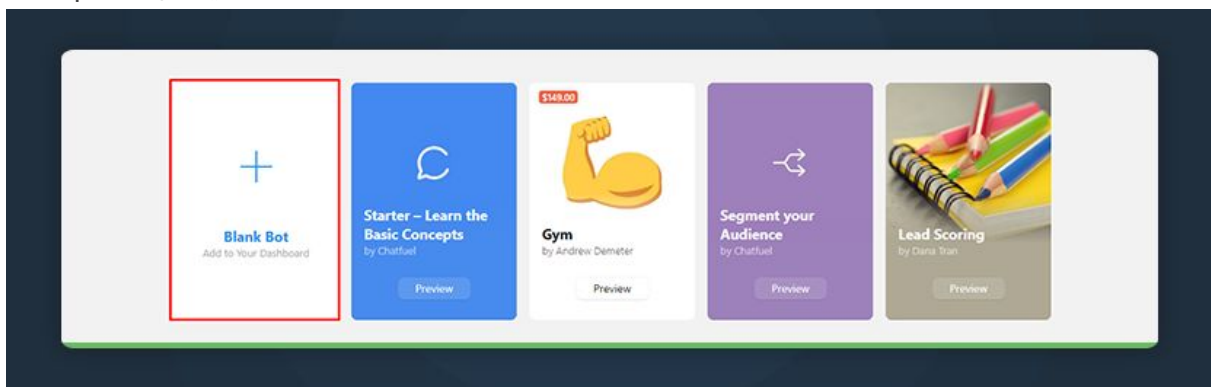 Blank Bot
Add to Your Dashboard
Starter – Learn the
Basic Concepts
by Chatfuel
Preview
$149.00
Gym
by Andrew Demeter
Preview
Segment your
Audience
by Chatfuel
Preview
Lead Scoring
by Dana Tran
Preview